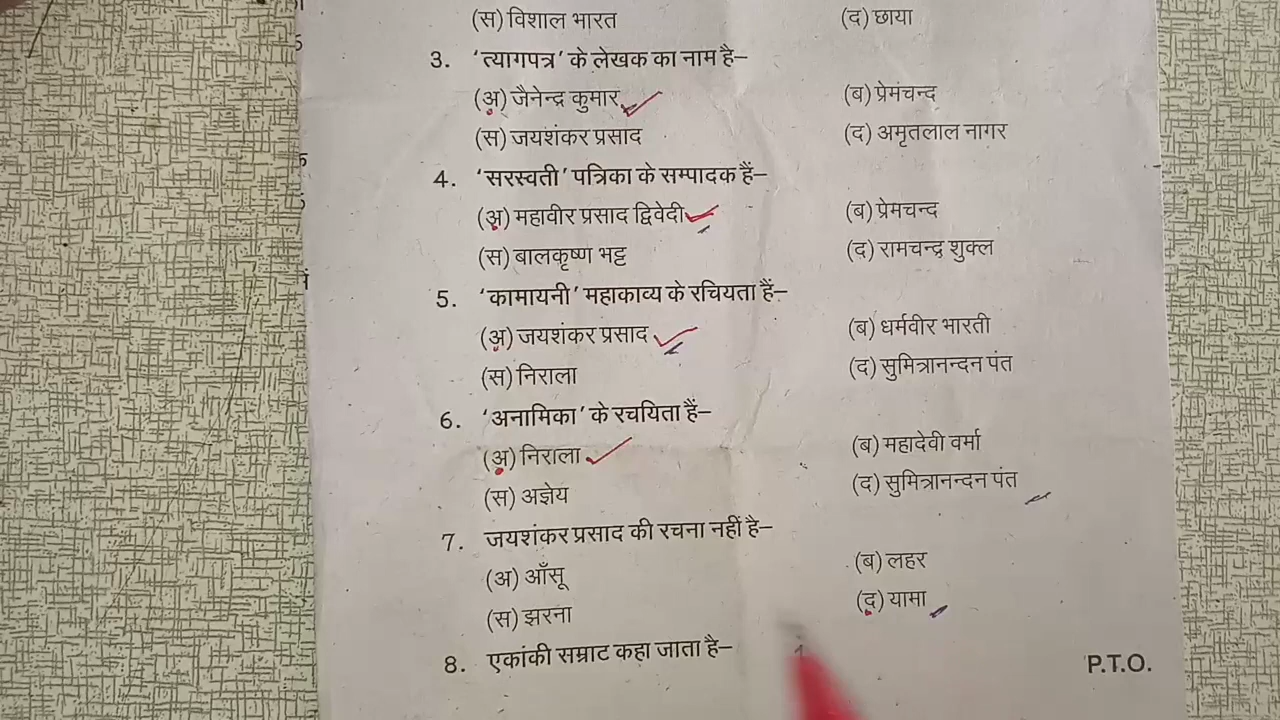 (स) विशाल भारत (द) छाया
3. 'त्यागपत्र' के लेखक का नाम है–
(अ) जैनेन्द्र कुमार (ब) प्रेमचन्द
(स) जयशंकर प्रसाद (द) अमृतलाल नागर
4. 'सरस्वती' पत्रिका के सम्पादक हैं–
(अ) महावीर प्रसाद द्विवेदी (ब) प्रेमचन्द
(स) बालकृष्ण भट्ट (द) रामचन्द्र शुक्ल
5. 'कामायनी' महाकाव्य के रचियता हैं–
(अ) जयशंकर प्रसाद (ब) धर्मवीर भारती
(स) निराला (द) सुमित्रानन्दन पंत
6. 'अनामिका' के रचयिता हैं–
(अ) निराला (ब) महादेवी वर्मा
(स) अज्ञेय (द) सुमित्रानन्दन पंत
7. जयशंकर प्रसाद की रचना नहीं है–
(अ) आँसू (ब) लहर
(स) झरना (द) यामा
8. एकांकी सम्राट कहा जाता है–
P.T.O.